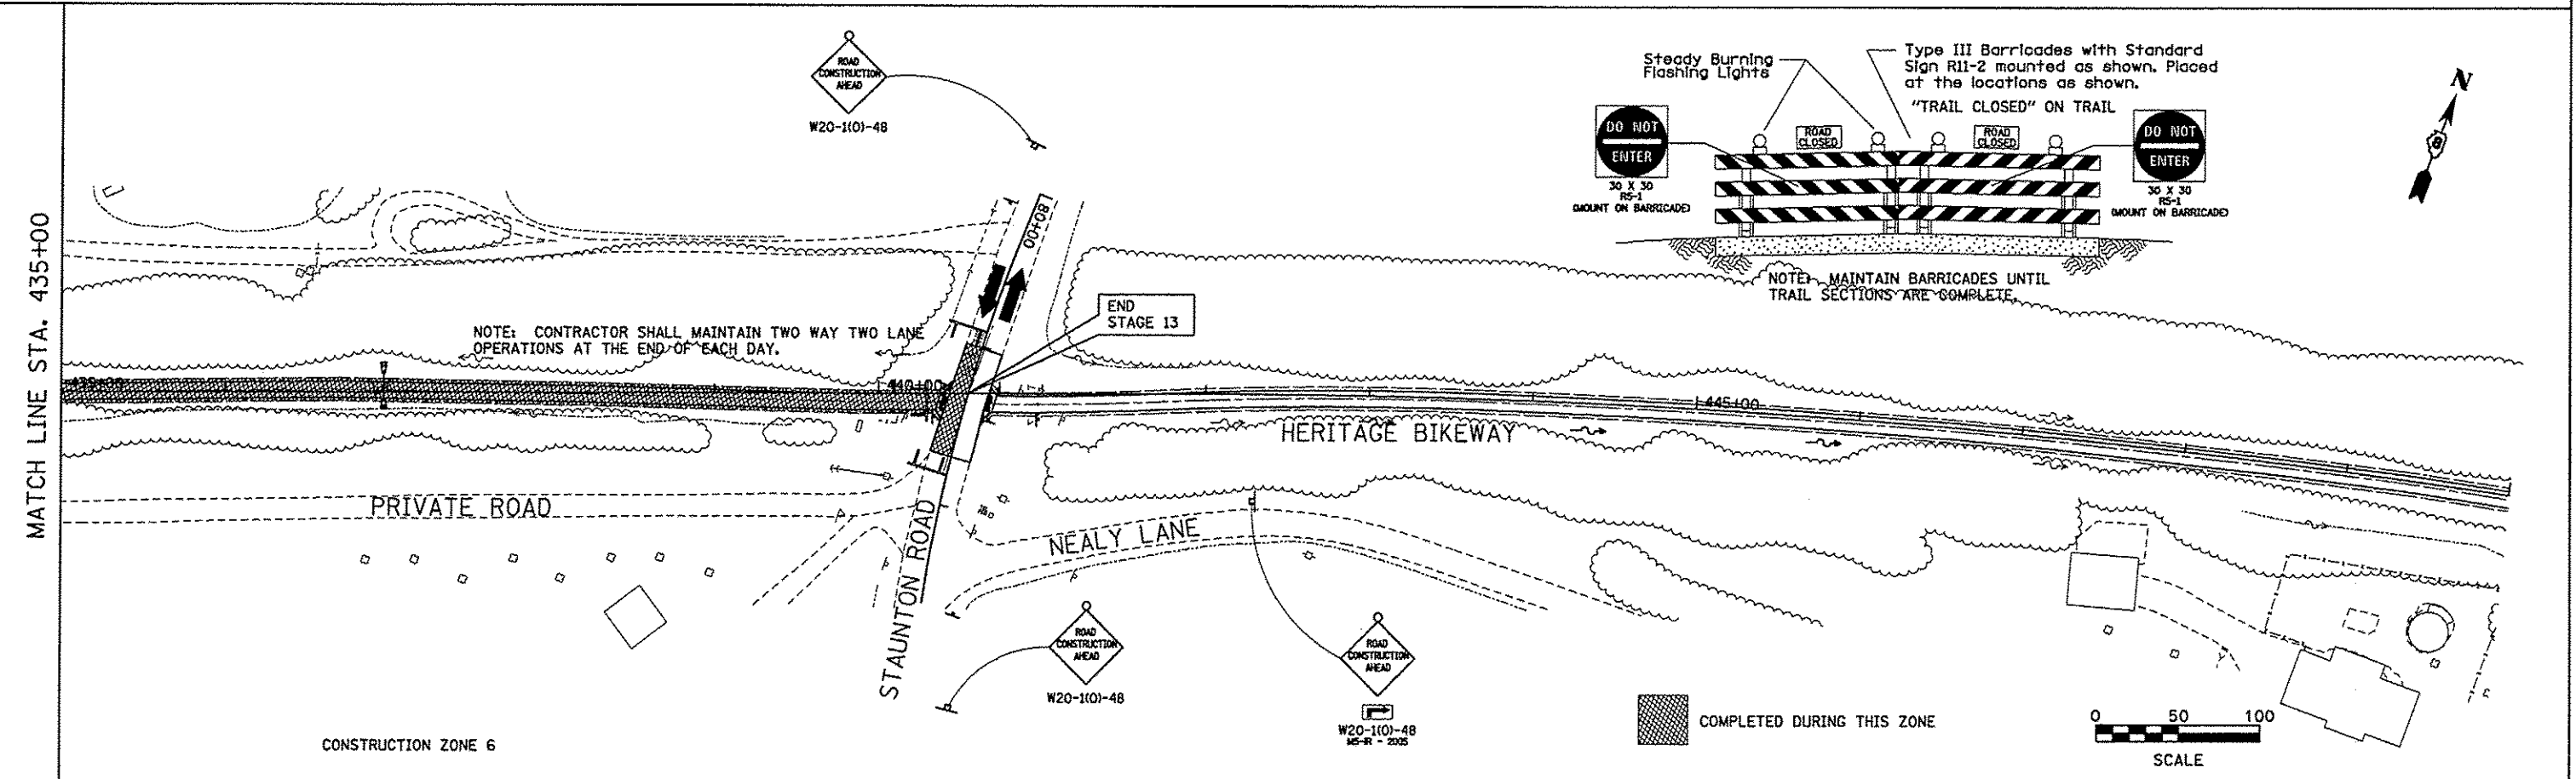 MATCH LINE STA. 435+00
ROAD
CONSTRUCTION
AHEAD
W20-1(O)-48
Steady Burning
Flashing Lights
Type III Barricades with Standard
Sign R11-2 mounted as shown. Placed
at the locations as shown.
"TRAIL CLOSED" ON TRAIL
DO NOT
ENTER
30 X 30
R5-1
(MOUNT ON BARRICADE)
ROAD
CLOSED
ROAD
CLOSED
DO NOT
ENTER
30 X 30
R5-1
(MOUNT ON BARRICADE)
NOTE: MAINTAIN BARRICADES UNTIL
TRAIL SECTIONS ARE COMPLETE.
N
180+00
END
STAGE 13
NOTE: CONTRACTOR SHALL MAINTAIN TWO WAY TWO LANE
OPERATIONS AT THE END OF EACH DAY.
435+00
440+00
445+00
HERITAGE BIKEWAY
PRIVATE ROAD
STAUNTON ROAD
NEALY LANE
ROAD
CONSTRUCTION
AHEAD
W20-1(O)-48
ROAD
CONSTRUCTION
AHEAD
W20-1(O)-48
COMPLETED DURING THIS ZONE
0 50 100
SCALE
CONSTRUCTION ZONE 6